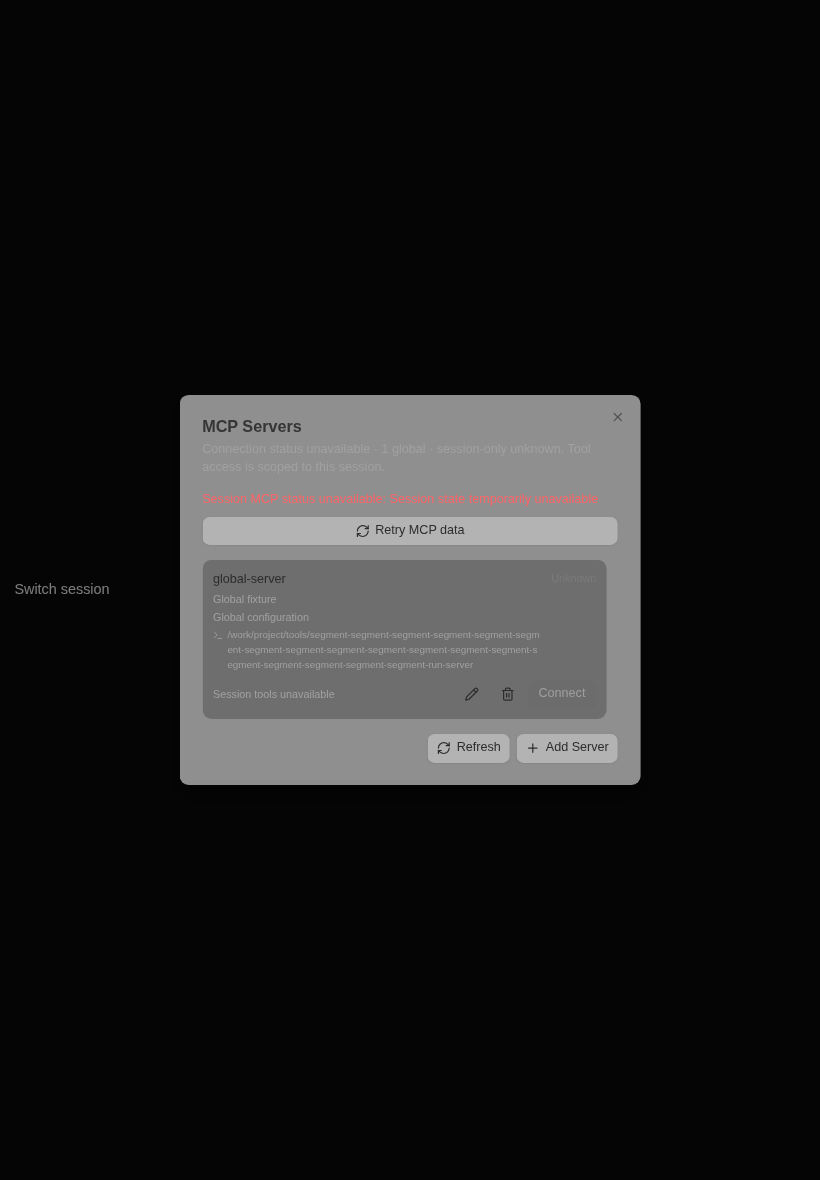 MCP Servers
Connection status unavailable · 1 global · session-only unknown. Tool
access is scoped to this session.
Session MCP status unavailable: Session state temporarily unavailable
Retry MCP data
Switch session
global-server
Unknown
Global fixture
Global configuration
/work/project/tools/segment-segment-segment-segment-segment-segm
ent-segment-segment-segment-segment-segment-segment-segment-s
egment-segment-segment-segment-segment-run-server
Session tools unavailable
Connect
Refresh
Add Server